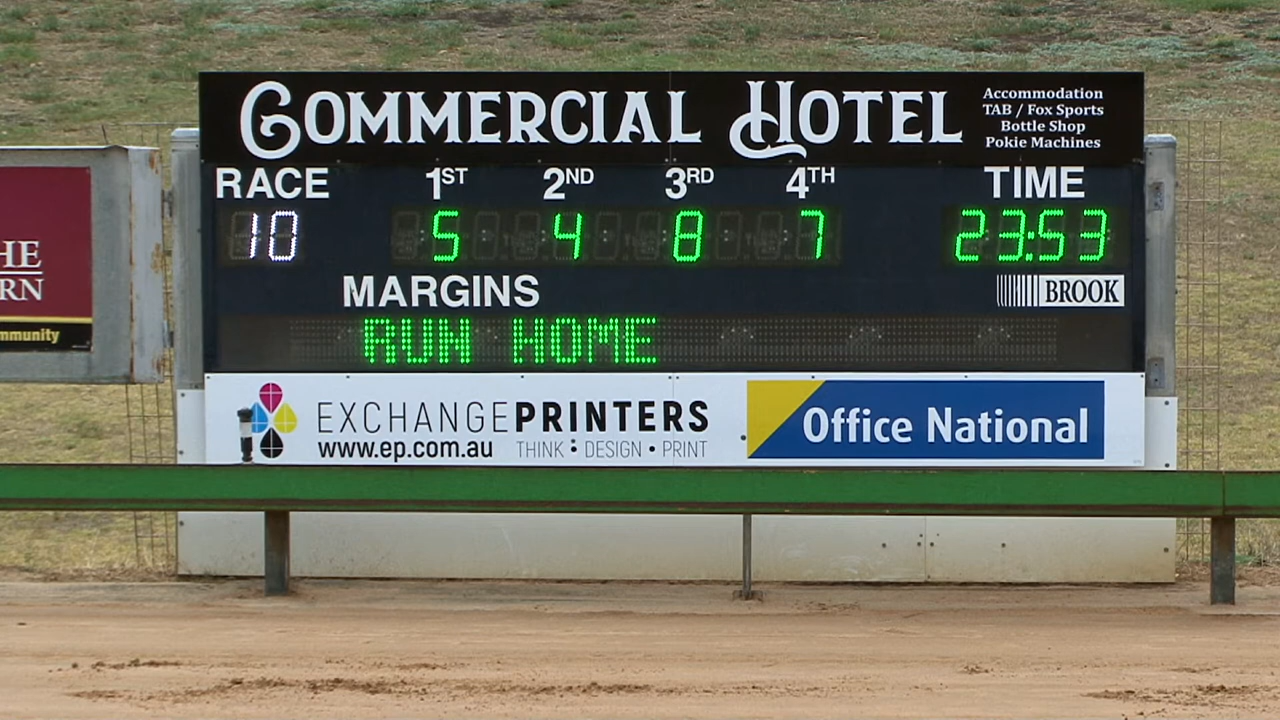 COMMERCIAL HOTEL
Accommodation
TAB / Fox Sports
Bottle Shop
Pokie Machines
RACE 1ST 2ND 3RD 4TH TIME
10 5 4 8 7 23:53
MARGINS
BROOK
RUN HOME
HE
RN
mmunity
EXCHANGEPRINTERS
www.ep.com.au THINK : DESIGN • PRINT
Office National